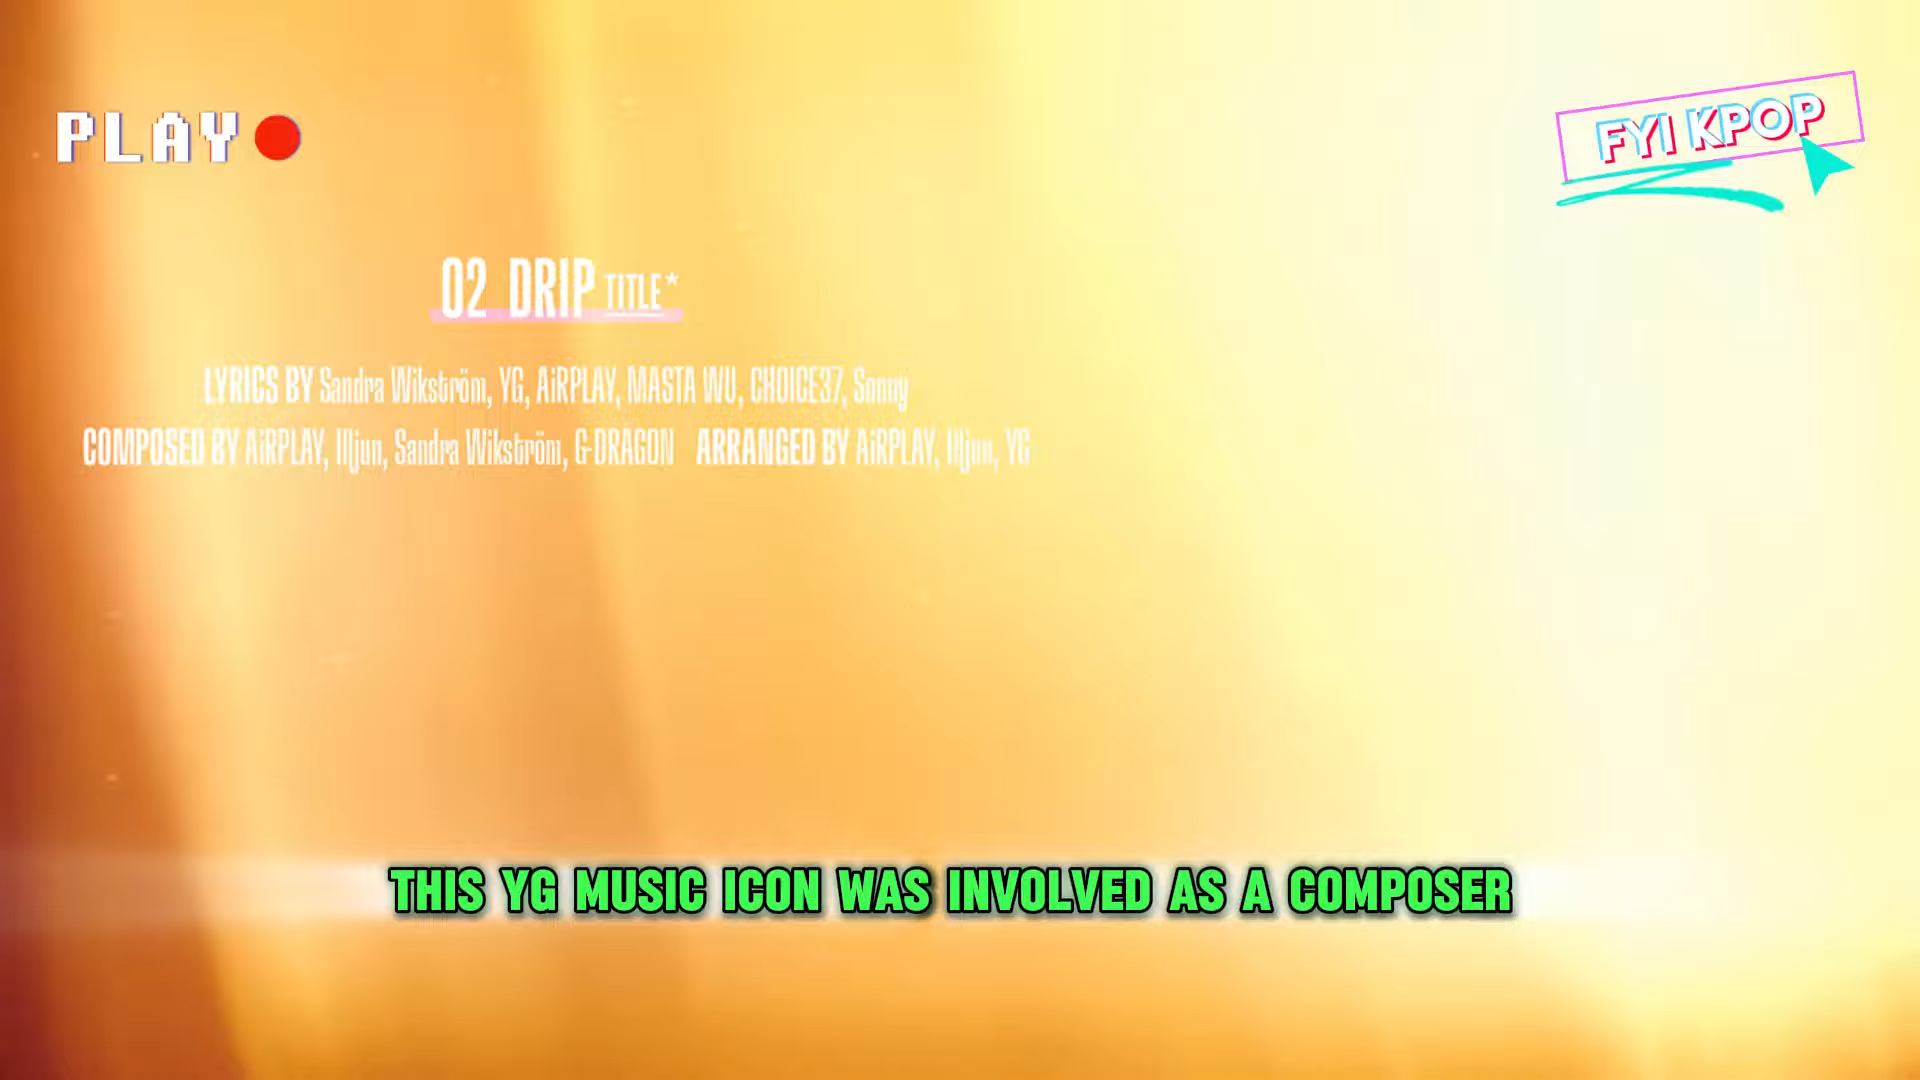 PLAY
FYI KPOP
02 DRIP TITLE*
LYRICS BY Sandra Wikström, YG, AiRPLAY, MASTA WU, CHOICE37, Sonny
COMPOSED BY AiRPLAY, Illjun, Sandra Wikström, G-DRAGON ARRANGED BY AiRPLAY, Illjun, YG
THIS YG MUSIC ICON WAS INVOLVED AS A COMPOSER